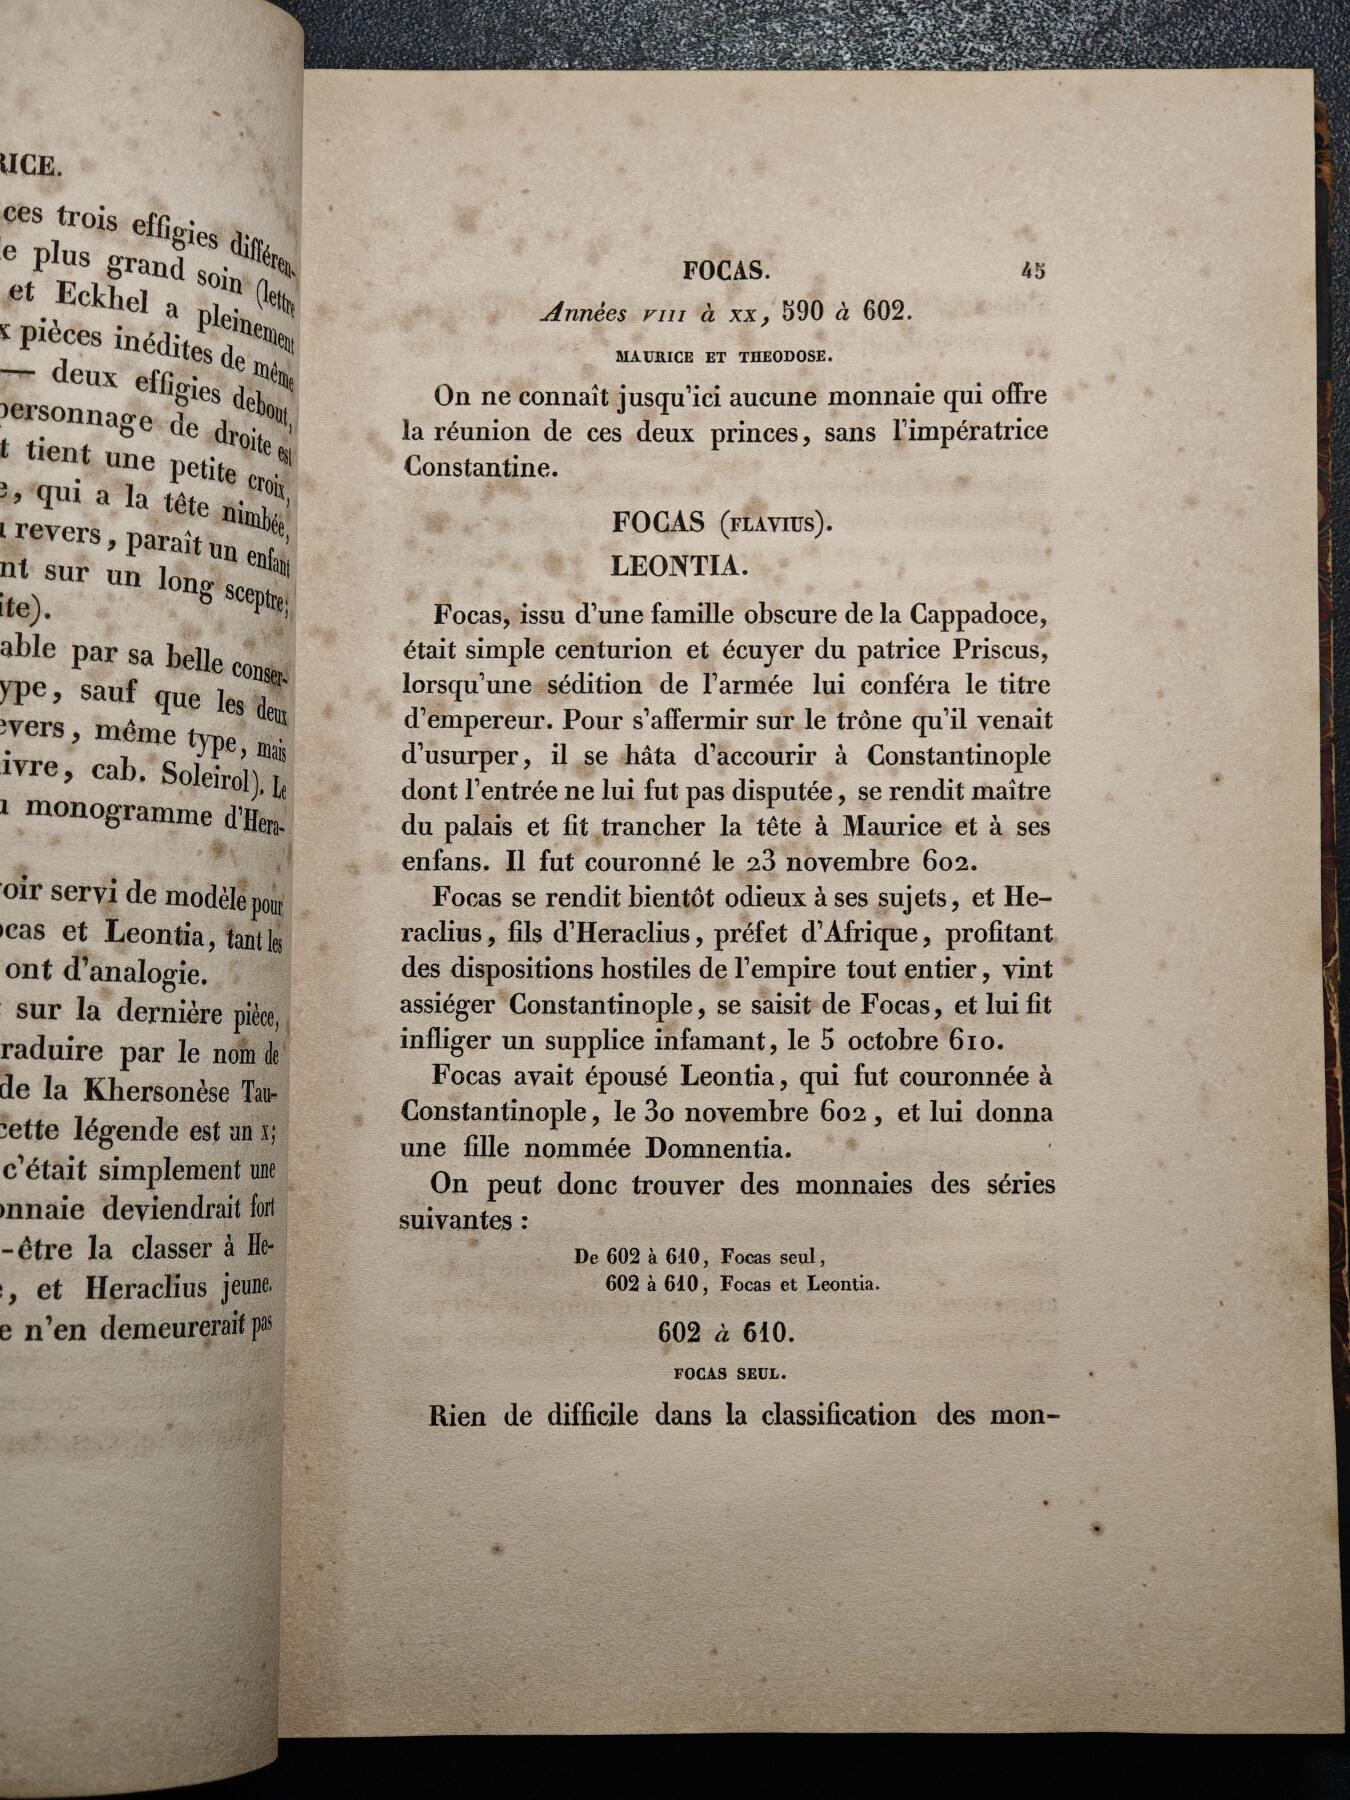 RICE.
ces trois effigies différen-
le plus grand soin (lettre
et Eckhel a pleinement
x pièces inédites de même
— deux effigies debout,
personnage de droite est
t tient une petite croix,
e, qui a la tête nimbée,
u revers, paraît un enfant
nt sur un long sceptre;
ite).
able par sa belle conser-
ype, sauf que les deux
evers, même type, mais
ivre, cab. Soleirol). Le
u monogramme d'Hera-
oir servi de modèle pour
ocas et Leontia, tant les
ont d'analogie.
sur la dernière pièce,
raduire par le nom de
de la Khersonèse Tau-
cette légende est un x;
c'était simplement une
onnaie deviendrait fort
-être la classer à He-
e, et Heraclius jeune.
e n'en demeurerait pas
FOCAS. 45
Années VIII à XX, 590 à 602.
MAURICE ET THEODOSE.
On ne connaît jusqu'ici aucune monnaie qui offre
la réunion de ces deux princes, sans l'impératrice
Constantine.
FOCAS (FLAVIUS).
LEONTIA.
Focas, issu d'une famille obscure de la Cappadoce,
était simple centurion et écuyer du patrice Priscus,
lorsqu'une sédition de l'armée lui conféra le titre
d'empereur. Pour s'affermir sur le trône qu'il venait
d'usurper, il se hâta d'accourir à Constantinople
dont l'entrée ne lui fut pas disputée, se rendit maître
du palais et fit trancher la tête à Maurice et à ses
enfans. Il fut couronné le 23 novembre 602.
Focas se rendit bientôt odieux à ses sujets, et He-
raclius, fils d'Heraclius, préfet d'Afrique, profitant
des dispositions hostiles de l'empire tout entier, vint
assiéger Constantinople, se saisit de Focas, et lui fit
infliger un supplice infamant, le 5 octobre 610.
Focas avait épousé Leontia, qui fut couronnée à
Constantinople, le 30 novembre 602, et lui donna
une fille nommée Domnentia.
On peut donc trouver des monnaies des séries
suivantes :
De 602 à 610, Focas seul,
602 à 610, Focas et Leontia.
602 à 610.
FOCAS SEUL.
Rien de difficile dans la classification des mon-